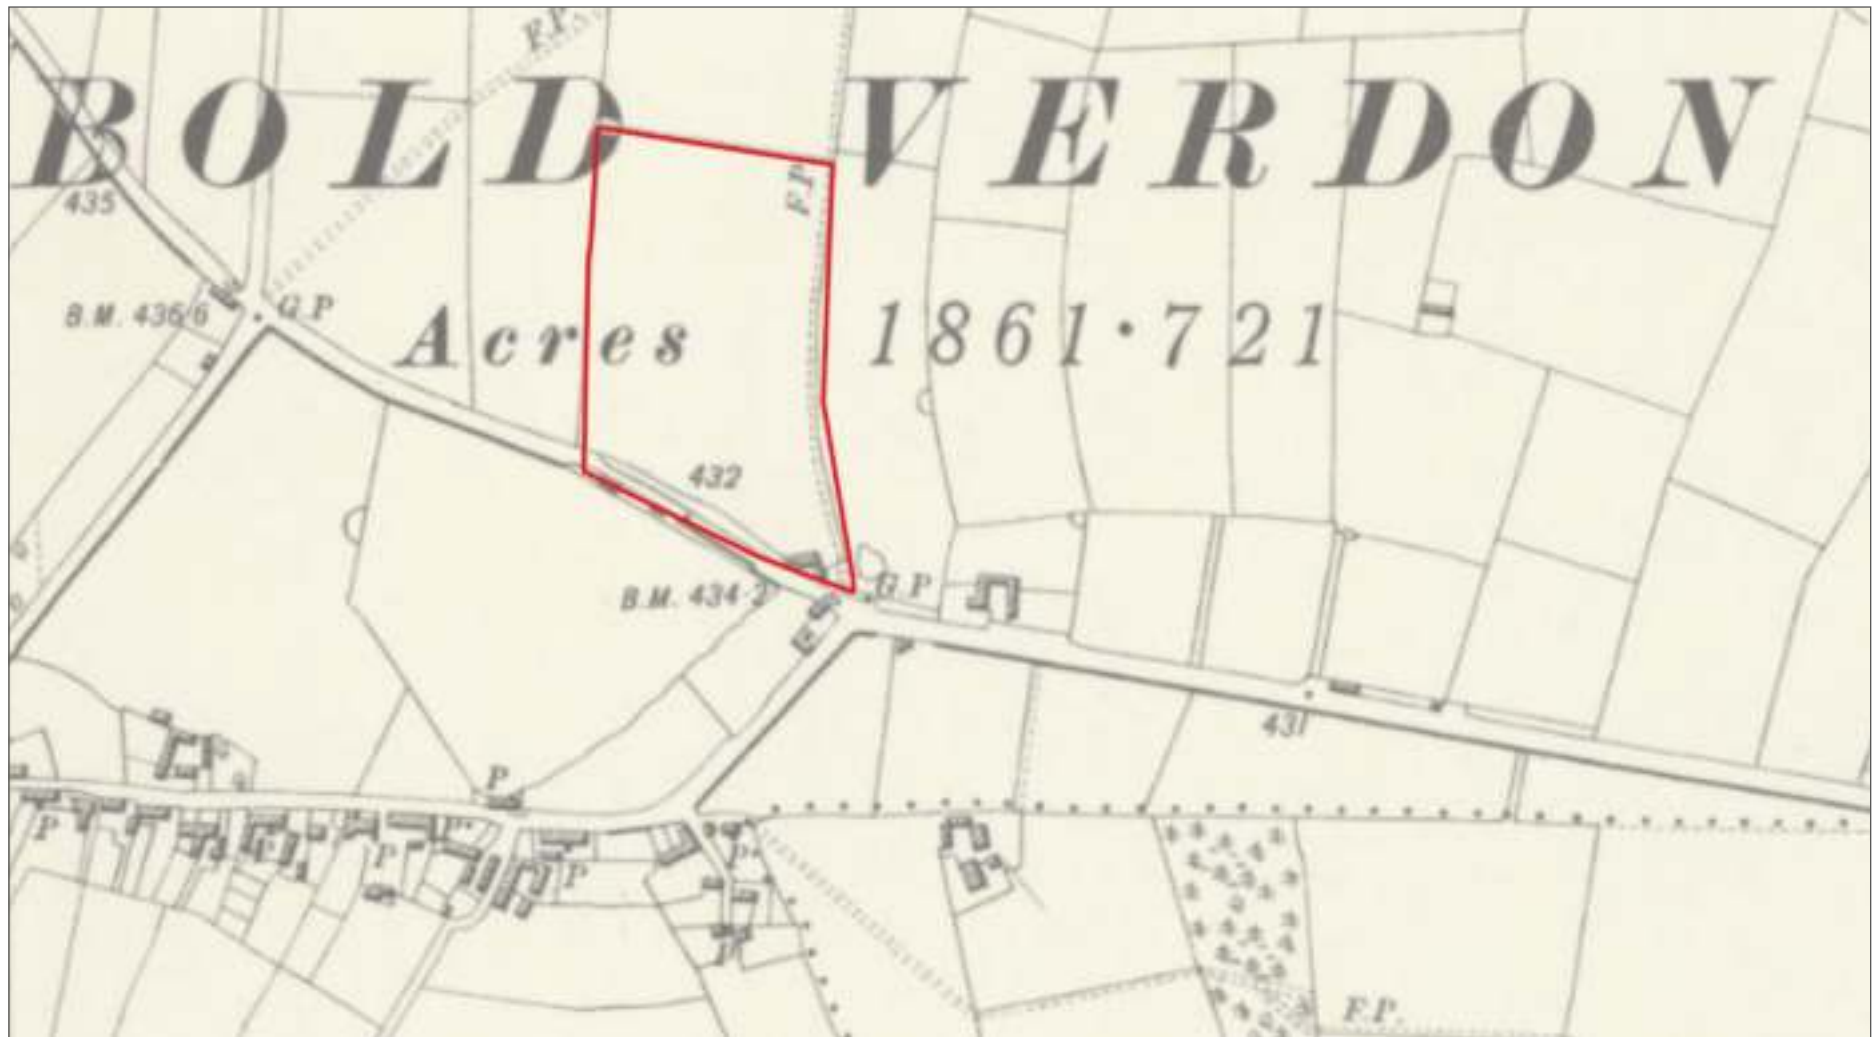 F.P.
BOLD VERDON
F.P.
435
B.M. 436·6
G.P
Acres 1861·721
432
B.M. 434·2
G.P
431
P
P
P
P
P
P
F.P.